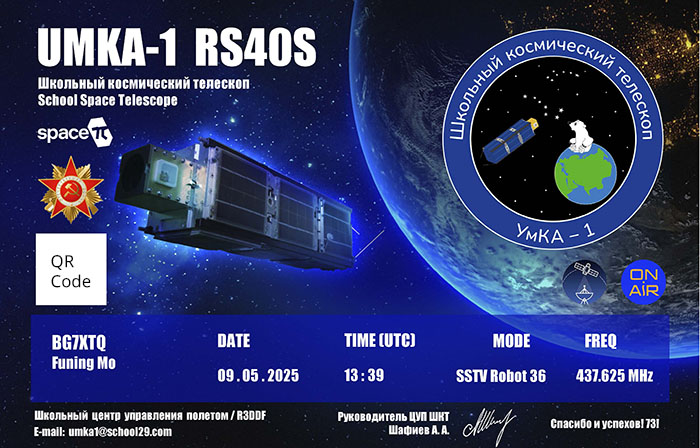 UMKA-1 RS40S
Школьный космический телескоп
School Space Telescope
space π
Школьный космический телескоп
УмКА – 1
QR
Code
ON
AiR
BG7XTQ
Funing Mo
DATE
09.05.2025
TIME (UTC)
13:39
MODE
SSTV Robot 36
FREQ
437.625 MHz
Школьный центр управления полетом / R3DDF
E-mail: umka1@school29.com
Руководитель ЦУП ШКТ
Шафиев А. А.
Спасибо и успехов! 73!